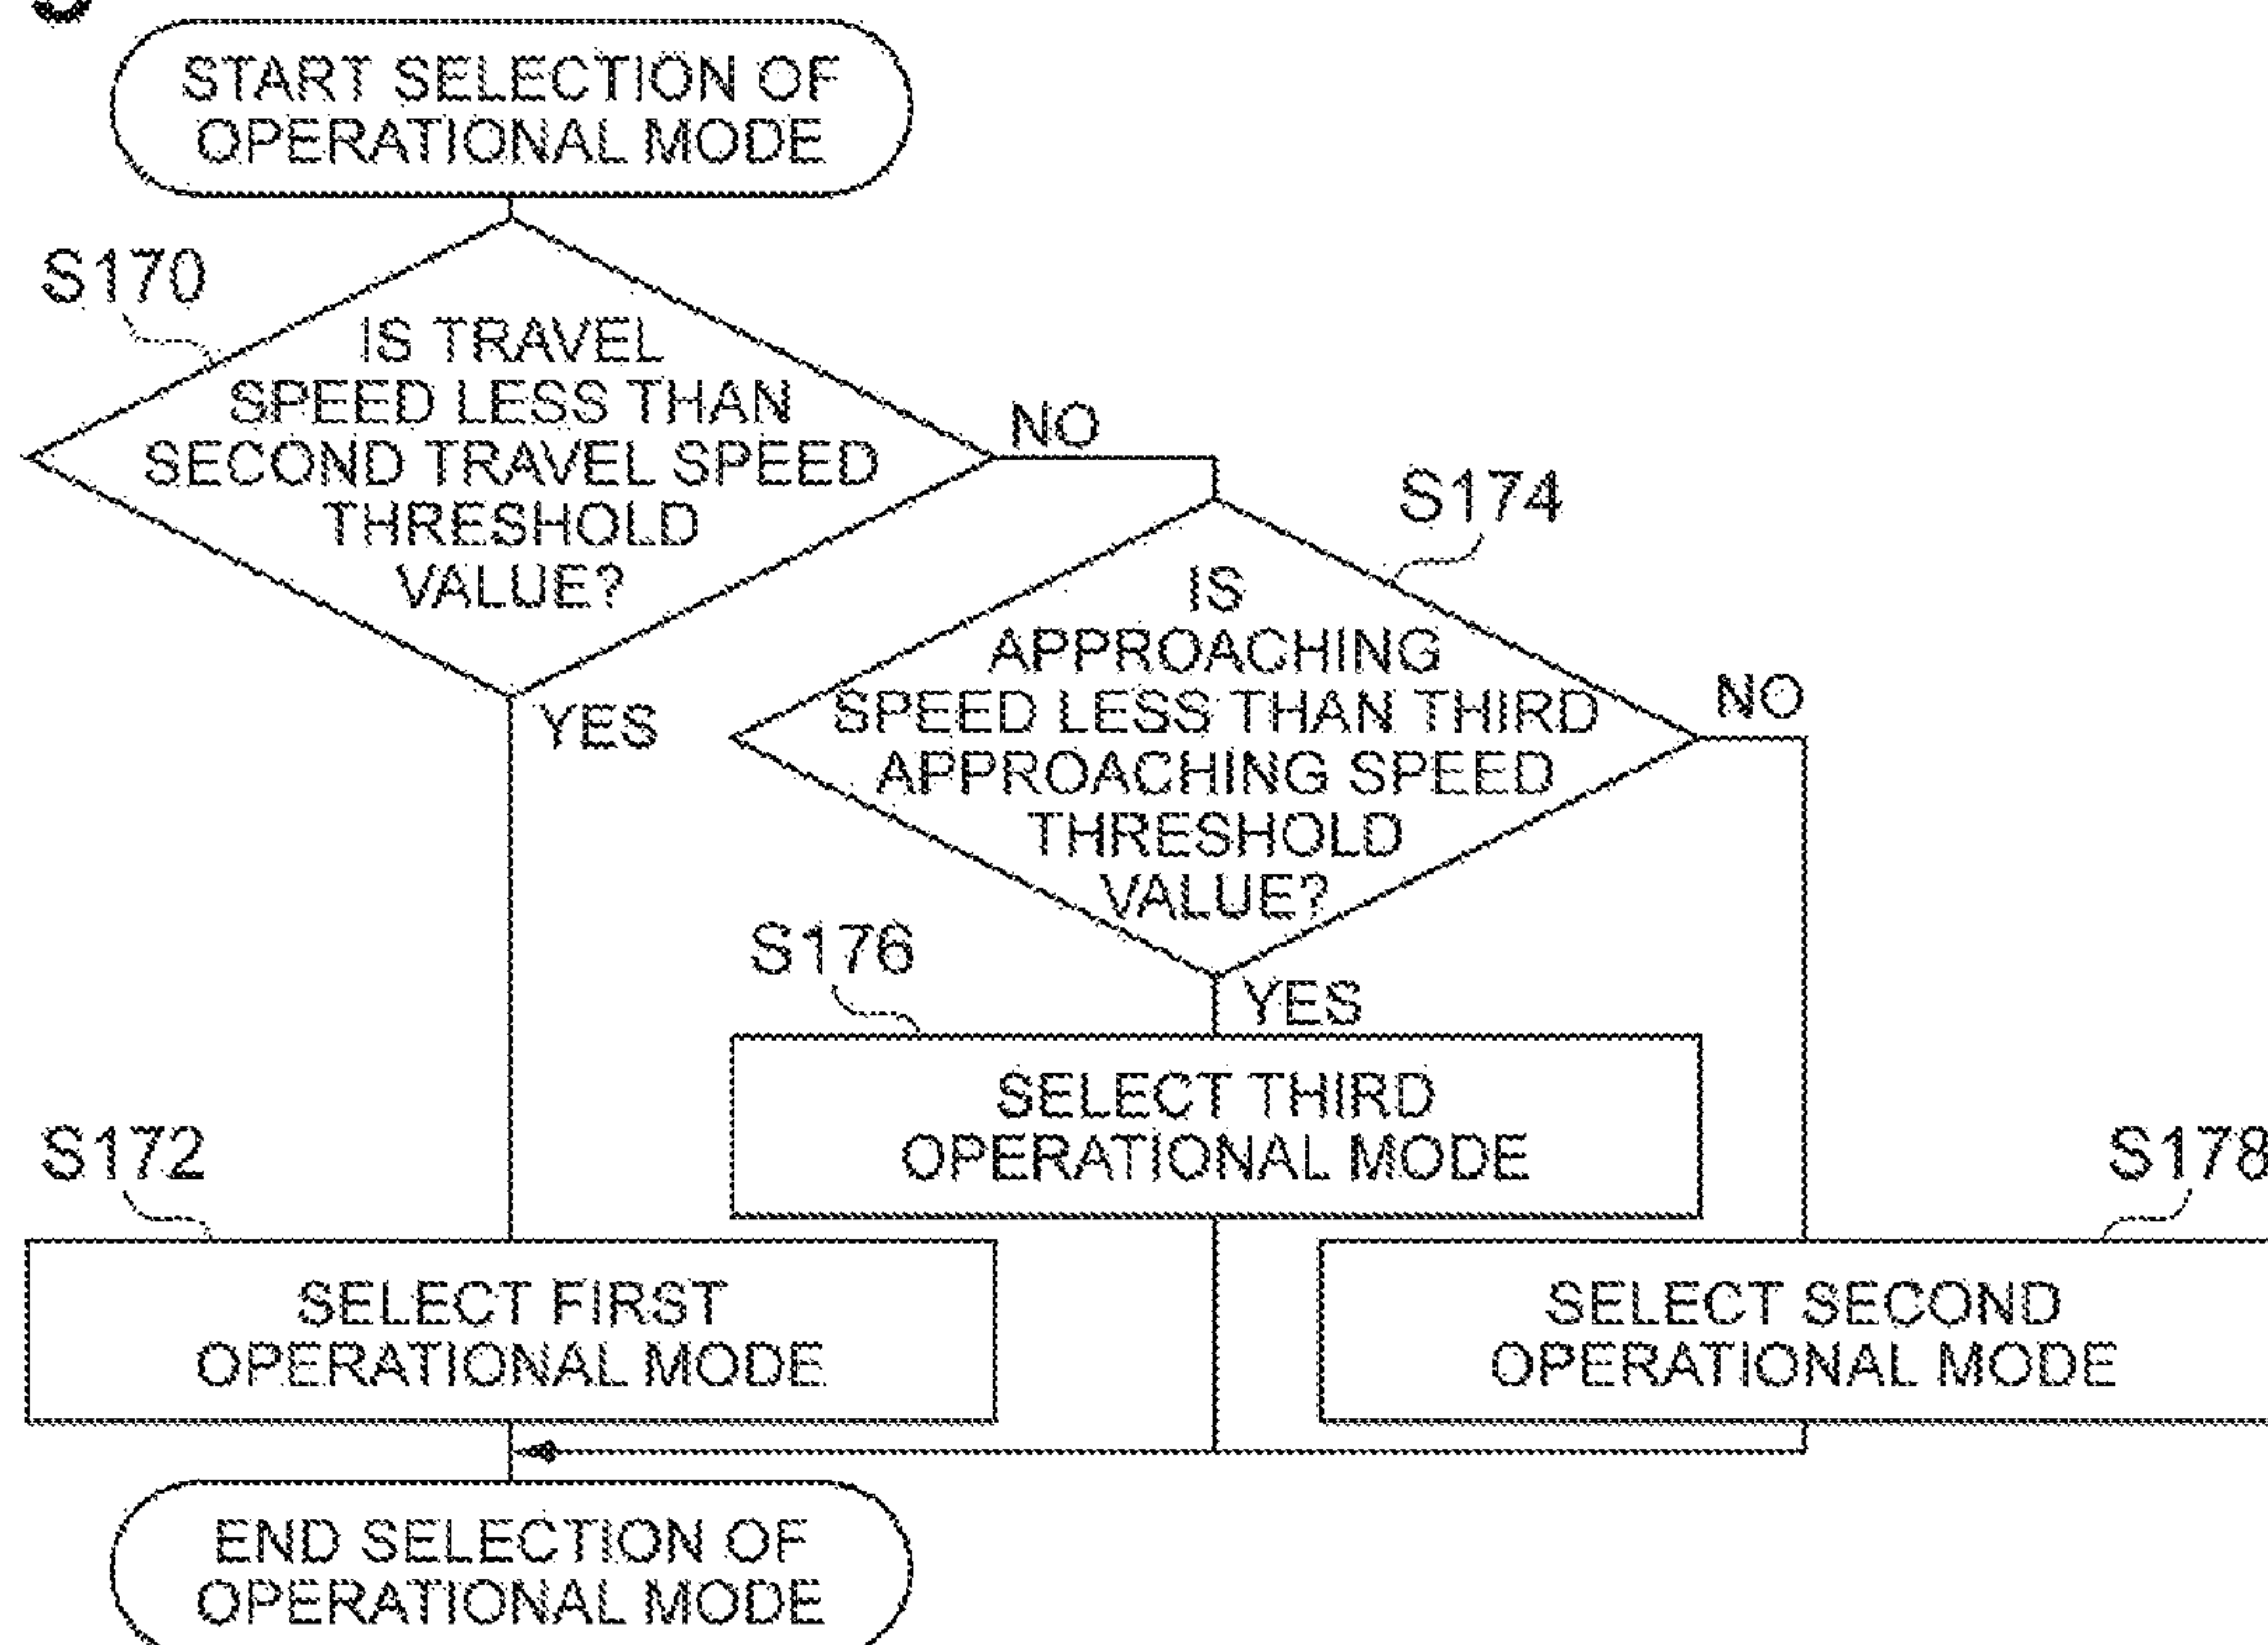 START SELECTION OF
OPERATIONAL MODE
S170
IS TRAVEL
SPEED LESS THAN
SECOND TRAVEL SPEED
THRESHOLD
VALUE?
NO
YES
S174
IS
APPROACHING
SPEED LESS THAN THIRD
APPROACHING SPEED
THRESHOLD
VALUE?
NO
YES
S176
SELECT THIRD
OPERATIONAL MODE
S172
SELECT FIRST
OPERATIONAL MODE
S178
SELECT SECOND
OPERATIONAL MODE
END SELECTION OF
OPERATIONAL MODE